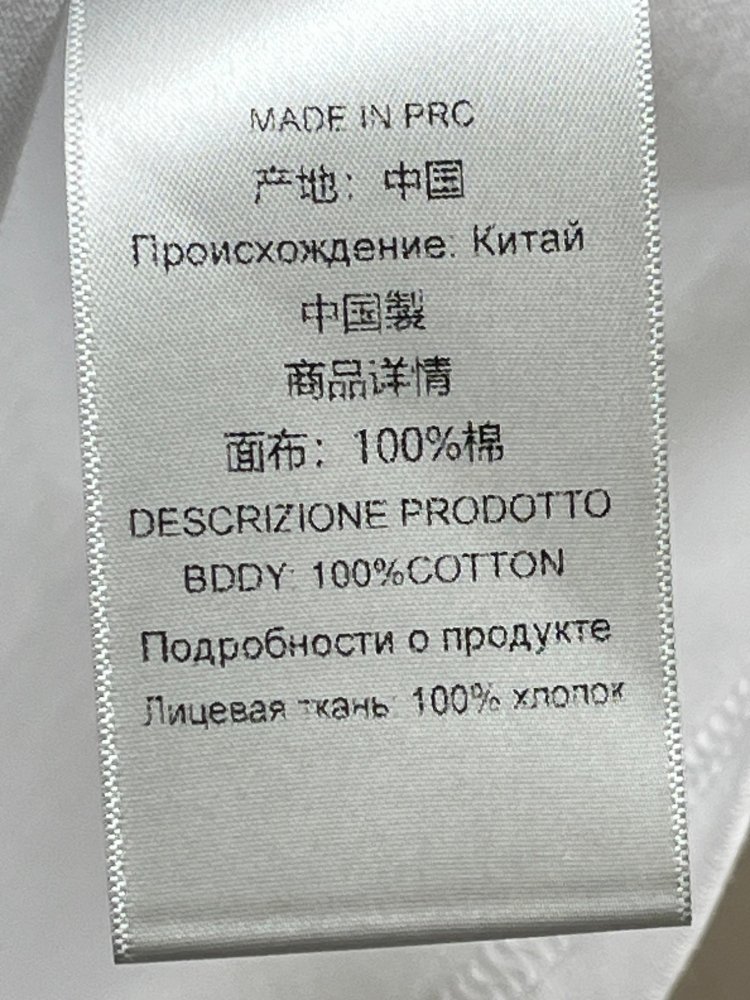 MADE IN PRC
产地：中国
Происхождение: Китай
中国製
商品详情
面布：100%棉
DESCRIZIONE PRODOTTO
BDDY: 100%COTTON
Подробности о продукте
Лицевая ткань: 100% хлопок